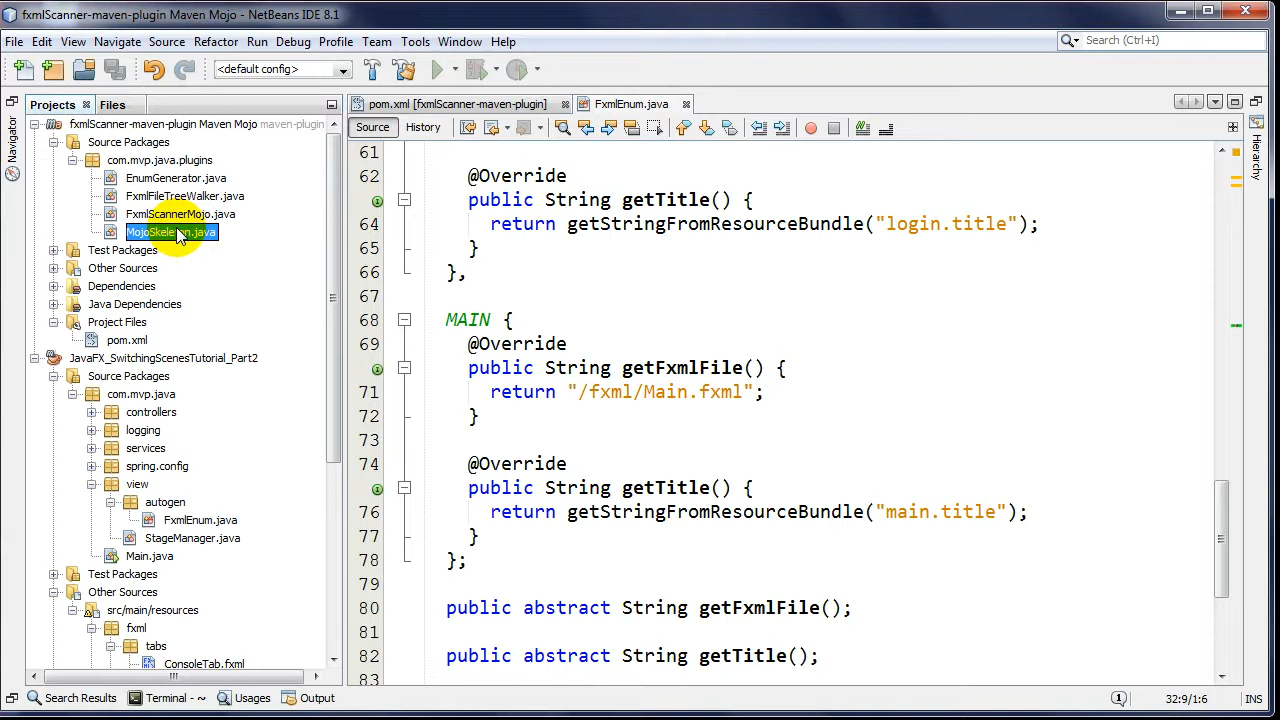 fxmlScanner-maven-plugin Maven Mojo - NetBeans IDE 8.1
File Edit View Navigate Source Refactor Run Debug Profile Team Tools Window Help
Search (Ctrl+I)
<default config>
Projects Files
pom.xml [fxmlScanner-maven-plugin] FxmlEnum.java
Source History
Navigator
Hierarchy
fxmlScanner-maven-plugin Maven Mojo maven-plugin
Source Packages
com.mvp.java.plugins
EnumGenerator.java
FxmlFileTreeWalker.java
FxmlScannerMojo.java
MojoSkeleton.java
Test Packages
Other Sources
Dependencies
Java Dependencies
Project Files
pom.xml
JavaFX_SwitchingScenesTutorial_Part2
Source Packages
com.mvp.java
controllers
logging
services
spring.config
view
autogen
FxmlEnum.java
StageManager.java
Main.java
Test Packages
Other Sources
src/main/resources
fxml
tabs
ConsoleTab.fxml
61
62 @Override
public String getTitle() {
64 return getStringFromResourceBundle("login.title");
65 }
66 },
67
68 MAIN {
69 @Override
public String getFxmlFile() {
71 return "/fxml/Main.fxml";
72 }
73
74 @Override
public String getTitle() {
76 return getStringFromResourceBundle("main.title");
77 }
78 };
79
80 public abstract String getFxmlFile();
81
82 public abstract String getTitle();
83
Search Results Terminal - ~ Usages Output
1 32:9/1:6 INS